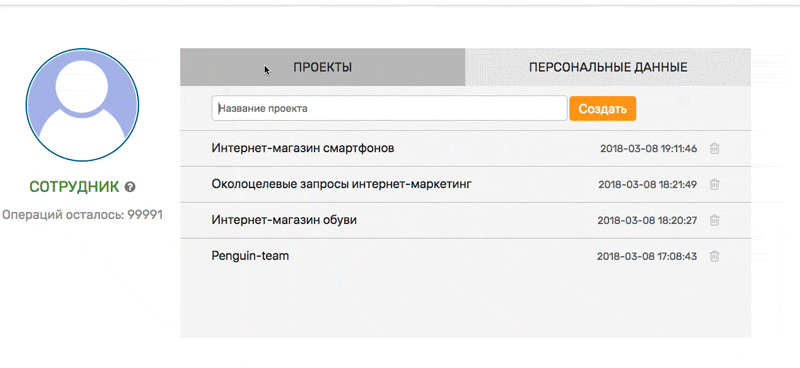 ПРОЕКТЫ ПЕРСОНАЛЬНЫЕ ДАННЫЕ
Название проекта Создать
Интернет-магазин смартфонов 2018-03-08 19:11:46
Околоцелевые запросы интернет-маркетинг 2018-03-08 18:21:49
Интернет-магазин обуви 2018-03-08 18:20:27
Penguin-team 2018-03-08 17:08:43
СОТРУДНИК ?
Операций осталось: 99991